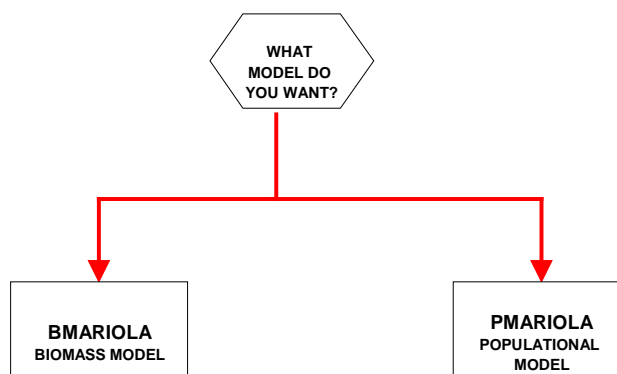 WHAT
MODEL DO
YOU WANT?
BMARIOLA
BIOMASS MODEL
PMARIOLA
POPULATIONAL
MODEL